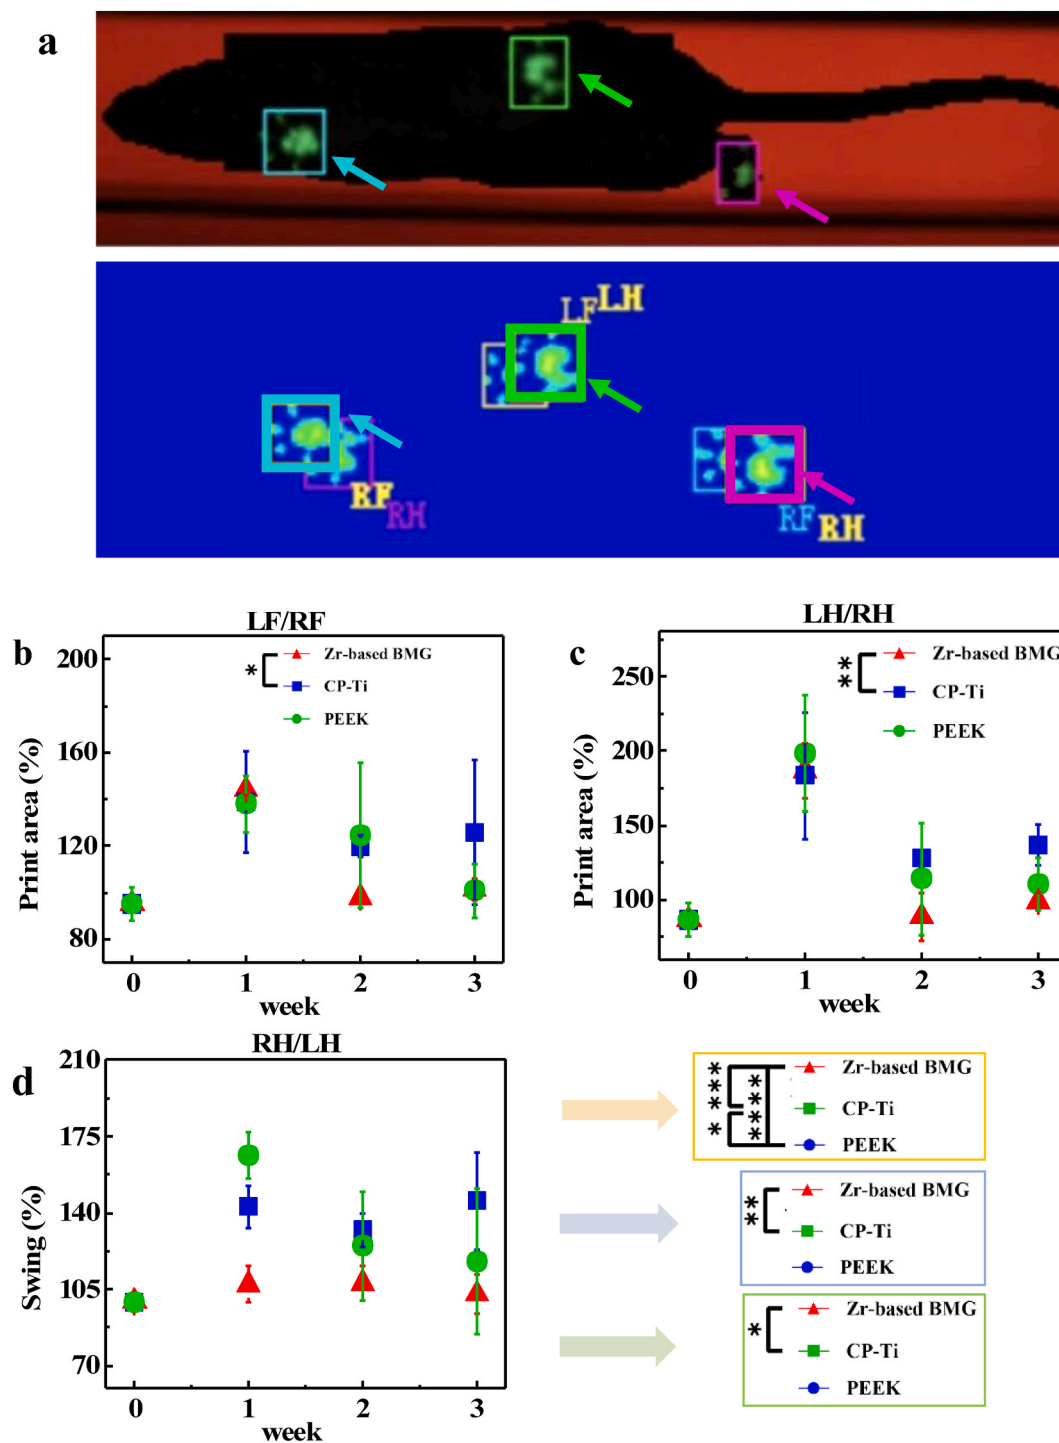 a
LF LH
RF
RH
RF RH
b
LF/RF
Print area (%)
200
160
120
80
* Zr-based BMG
CP-Ti
PEEK
0 1 2 3
week
c
LH/RH
Print area (%)
250
200
150
100
** Zr-based BMG
CP-Ti
PEEK
0 1 2 3
week
d
RH/LH
Swing (%)
210
175
140
105
70
0 1 2 3
week
*** **** * Zr-based BMG
CP-Ti
PEEK
** Zr-based BMG
CP-Ti
PEEK
* Zr-based BMG
CP-Ti
PEEK